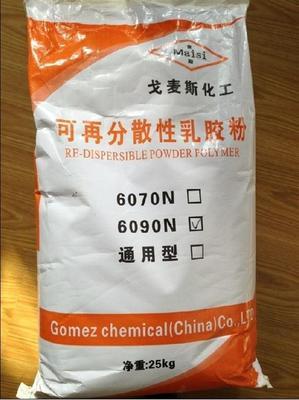 Maisi
戈麦斯化工
可再分散性乳胶粉
RE-DISPERSIBLE POWDER POLYMER
6070N
6090N
通用型
Gomez chemical(China)Co.,LTD
净重:25kg